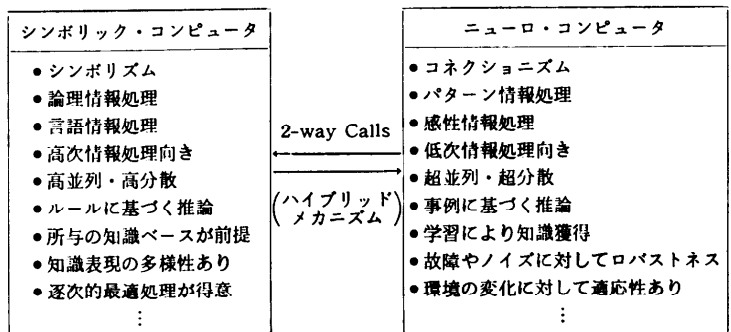 シンボリック・コンピュータ
●シンボリズム
●論理情報処理
●言語情報処理
●高次情報処理向き
●高並列・高分散
●ルールに基づく推論
●所与の知識ベースが前提
●知識表現の多様性あり
●逐次的最適処理が得意
⋮
2-way Calls
(ハイブリッド
メカニズム)
ニューロ・コンピュータ
●コネクショニズム
●パターン情報処理
●感性情報処理
●低次情報処理向き
●超並列・超分散
●事例に基づく推論
●学習により知識獲得
●故障やノイズに対してロバストネス
●環境の変化に対して適応性あり
⋮